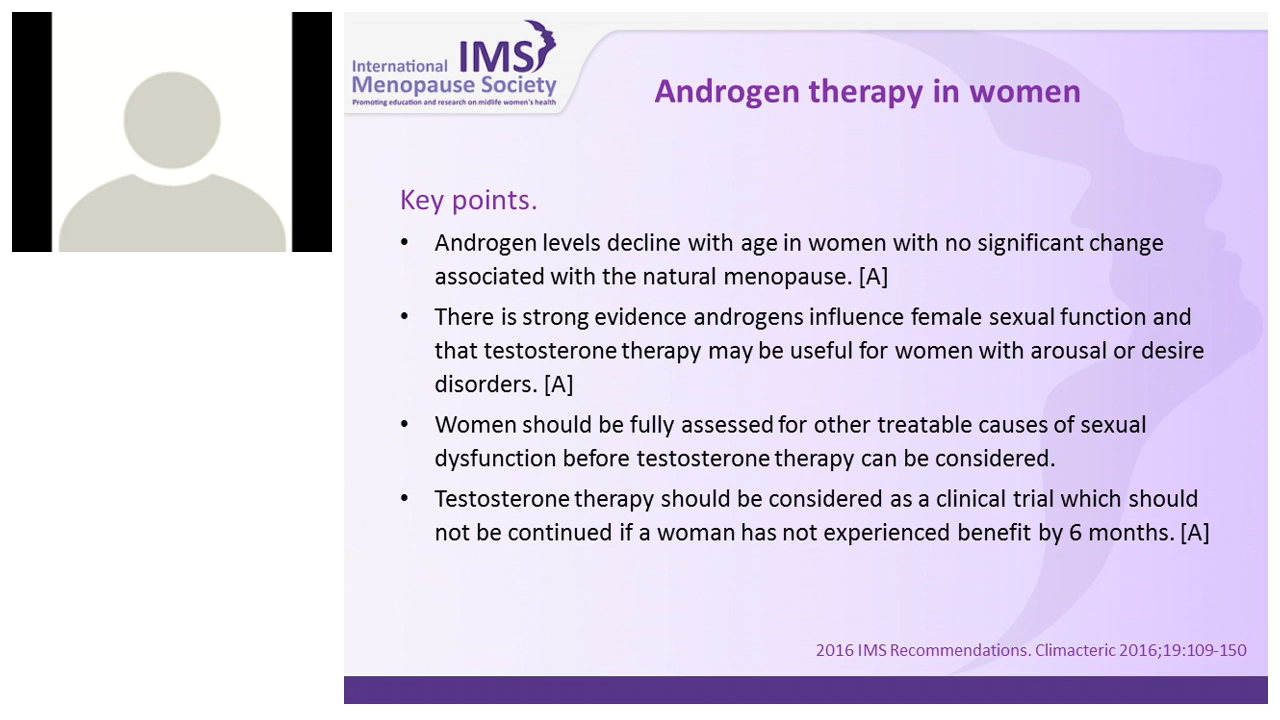 International IMS
Menopause Society
Promoting education and research on midlife women's health
Androgen therapy in women
Key points.
• Androgen levels decline with age in women with no significant change
associated with the natural menopause. [A]
• There is strong evidence androgens influence female sexual function and
that testosterone therapy may be useful for women with arousal or desire
disorders. [A]
• Women should be fully assessed for other treatable causes of sexual
dysfunction before testosterone therapy can be considered.
• Testosterone therapy should be considered as a clinical trial which should
not be continued if a woman has not experienced benefit by 6 months. [A]
2016 IMS Recommendations. Climacteric 2016;19:109-150